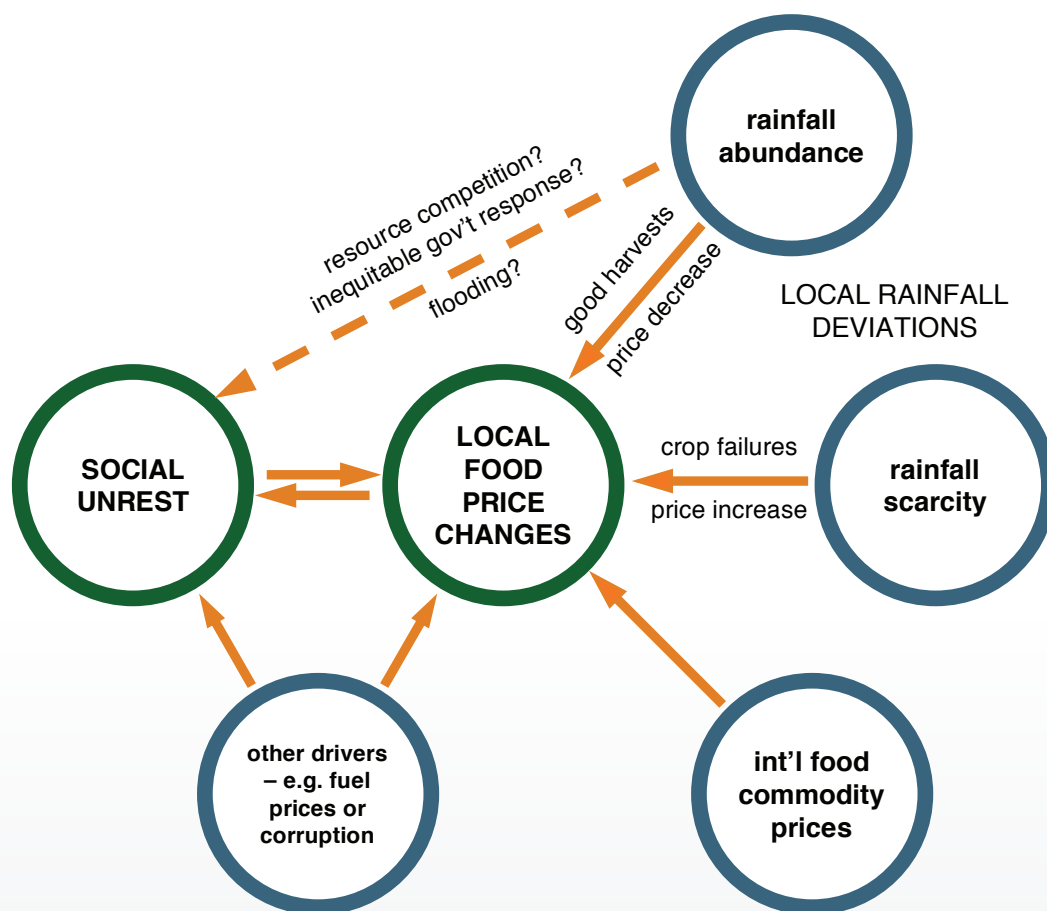 rainfall
abundance
resource competition?
inequitable gov't response?
flooding?
good harvests
price decrease
LOCAL RAINFALL
DEVIATIONS
SOCIAL
UNREST
LOCAL
FOOD
PRICE
CHANGES
crop failures
price increase
rainfall
scarcity
other drivers
– e.g. fuel
prices or
corruption
int'l food
commodity
prices